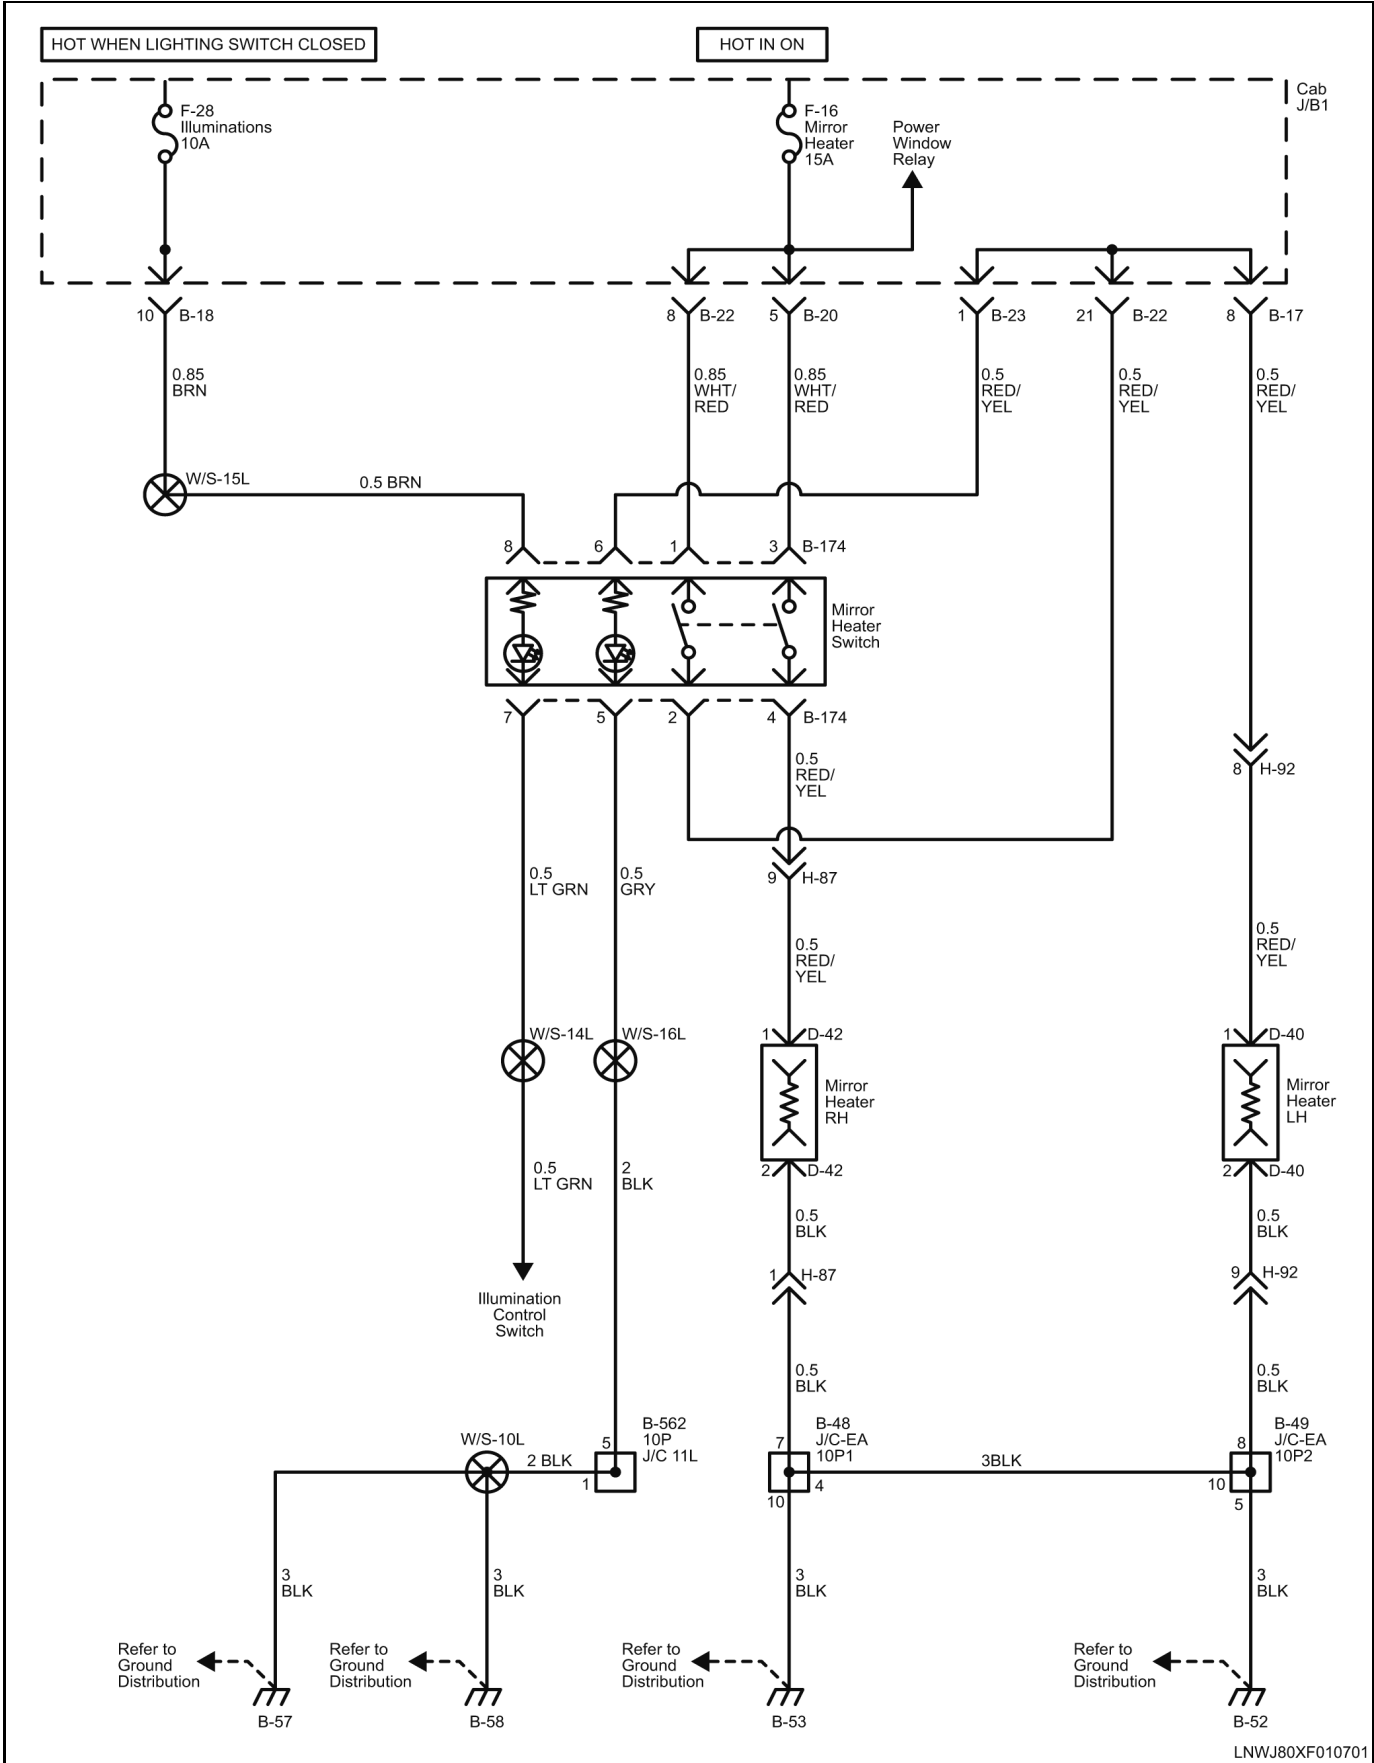 HOT WHEN LIGHTING SWITCH CLOSED
HOT IN ON
Cab
J/B1
F-28
Illuminations
10A
F-16
Mirror
Heater
15A
Power
Window
Relay
10 B-18
8 B-22
5 B-20
1 B-23
21 B-22
8 B-17
0.85
BRN
0.85
WHT/
RED
0.85
WHT/
RED
0.5
RED/
YEL
0.5
RED/
YEL
0.5
RED/
YEL
W/S-15L
0.5 BRN
8
6
1
3 B-174
Mirror
Heater
Switch
7
5
2
4 B-174
0.5
RED/
YEL
8 H-92
9 H-87
0.5
LT GRN
0.5
GRY
0.5
RED/
YEL
0.5
RED/
YEL
W/S-14L
W/S-16L
1 D-42
1 D-40
Mirror
Heater
RH
Mirror
Heater
LH
2 D-42
2 D-40
0.5
LT GRN
2
BLK
0.5
BLK
0.5
BLK
1 H-87
9 H-92
Illumination
Control
Switch
0.5
BLK
0.5
BLK
W/S-10L
2 BLK
5
1
B-562
10P
J/C 11L
7
B-48
J/C-EA
10P1
4
10
3BLK
8
B-49
J/C-EA
10P2
10
5
3
BLK
3
BLK
3
BLK
3
BLK
Refer to
Ground
Distribution
Refer to
Ground
Distribution
Refer to
Ground
Distribution
Refer to
Ground
Distribution
B-57
B-58
B-53
B-52
LNWJ80XF010701